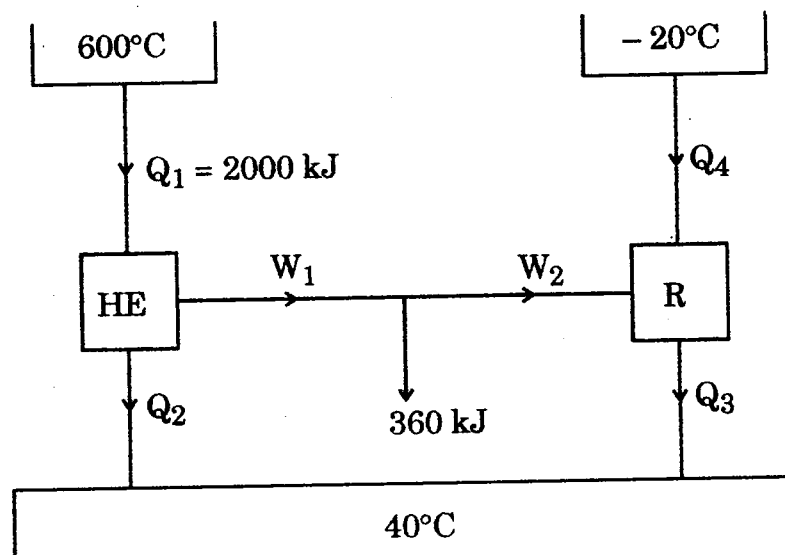 600°C
– 20°C
Q1 = 2000 kJ
Q4
W1
W2
HE
R
Q2
360 kJ
Q3
40°C